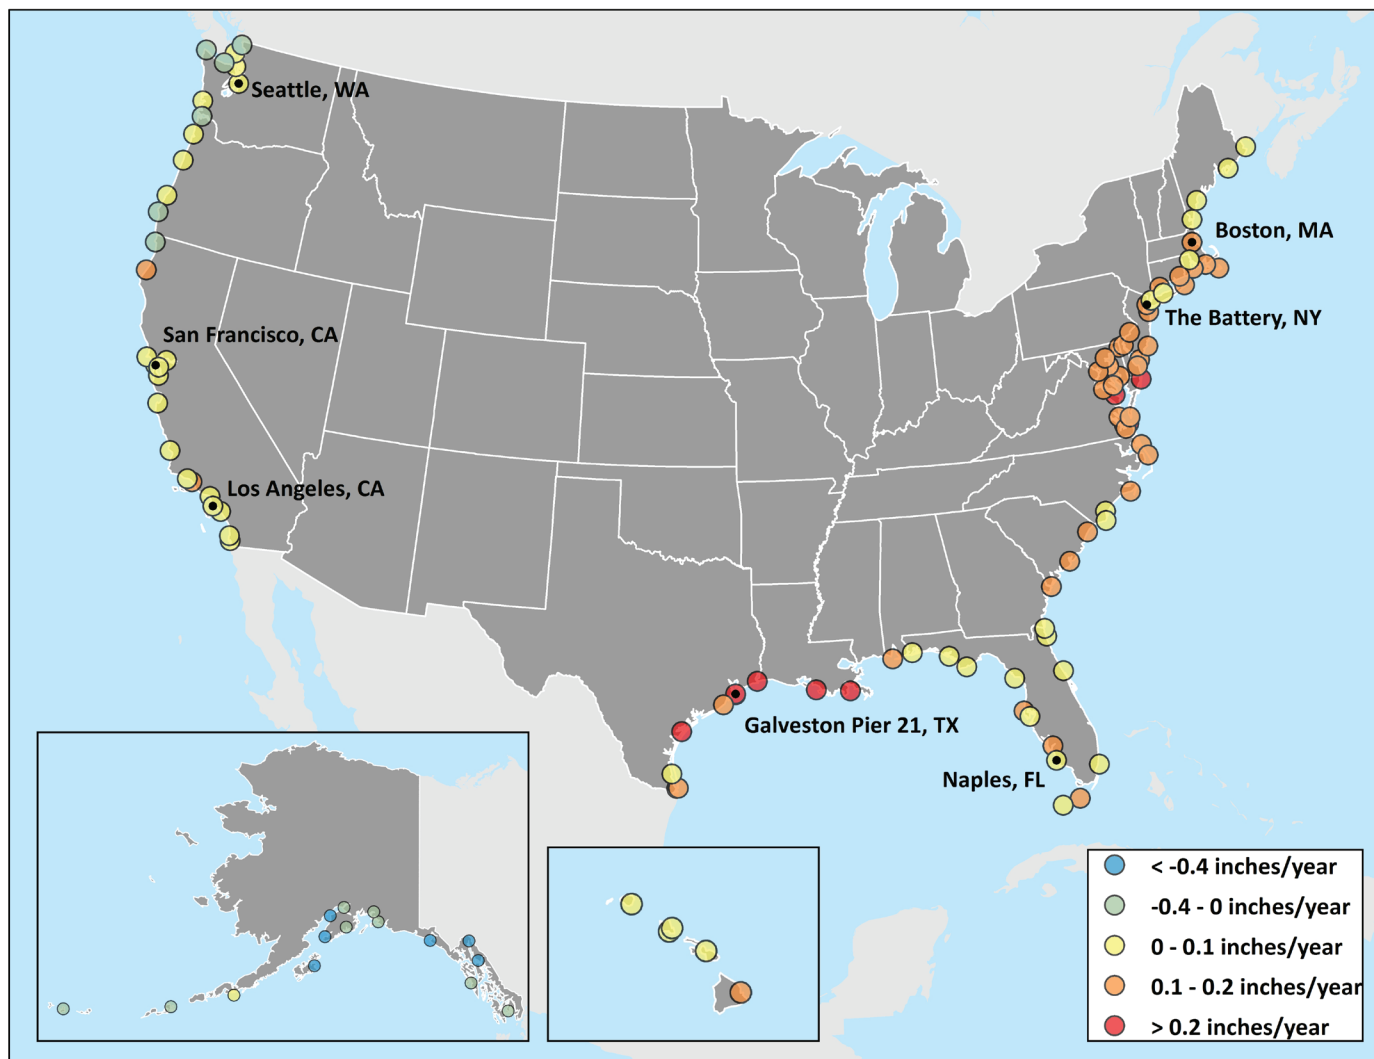 Seattle, WA
Boston, MA
The Battery, NY
San Francisco, CA
Los Angeles, CA
Galveston Pier 21, TX
Naples, FL
< -0.4 inches/year
-0.4 - 0 inches/year
0 - 0.1 inches/year
0.1 - 0.2 inches/year
> 0.2 inches/year